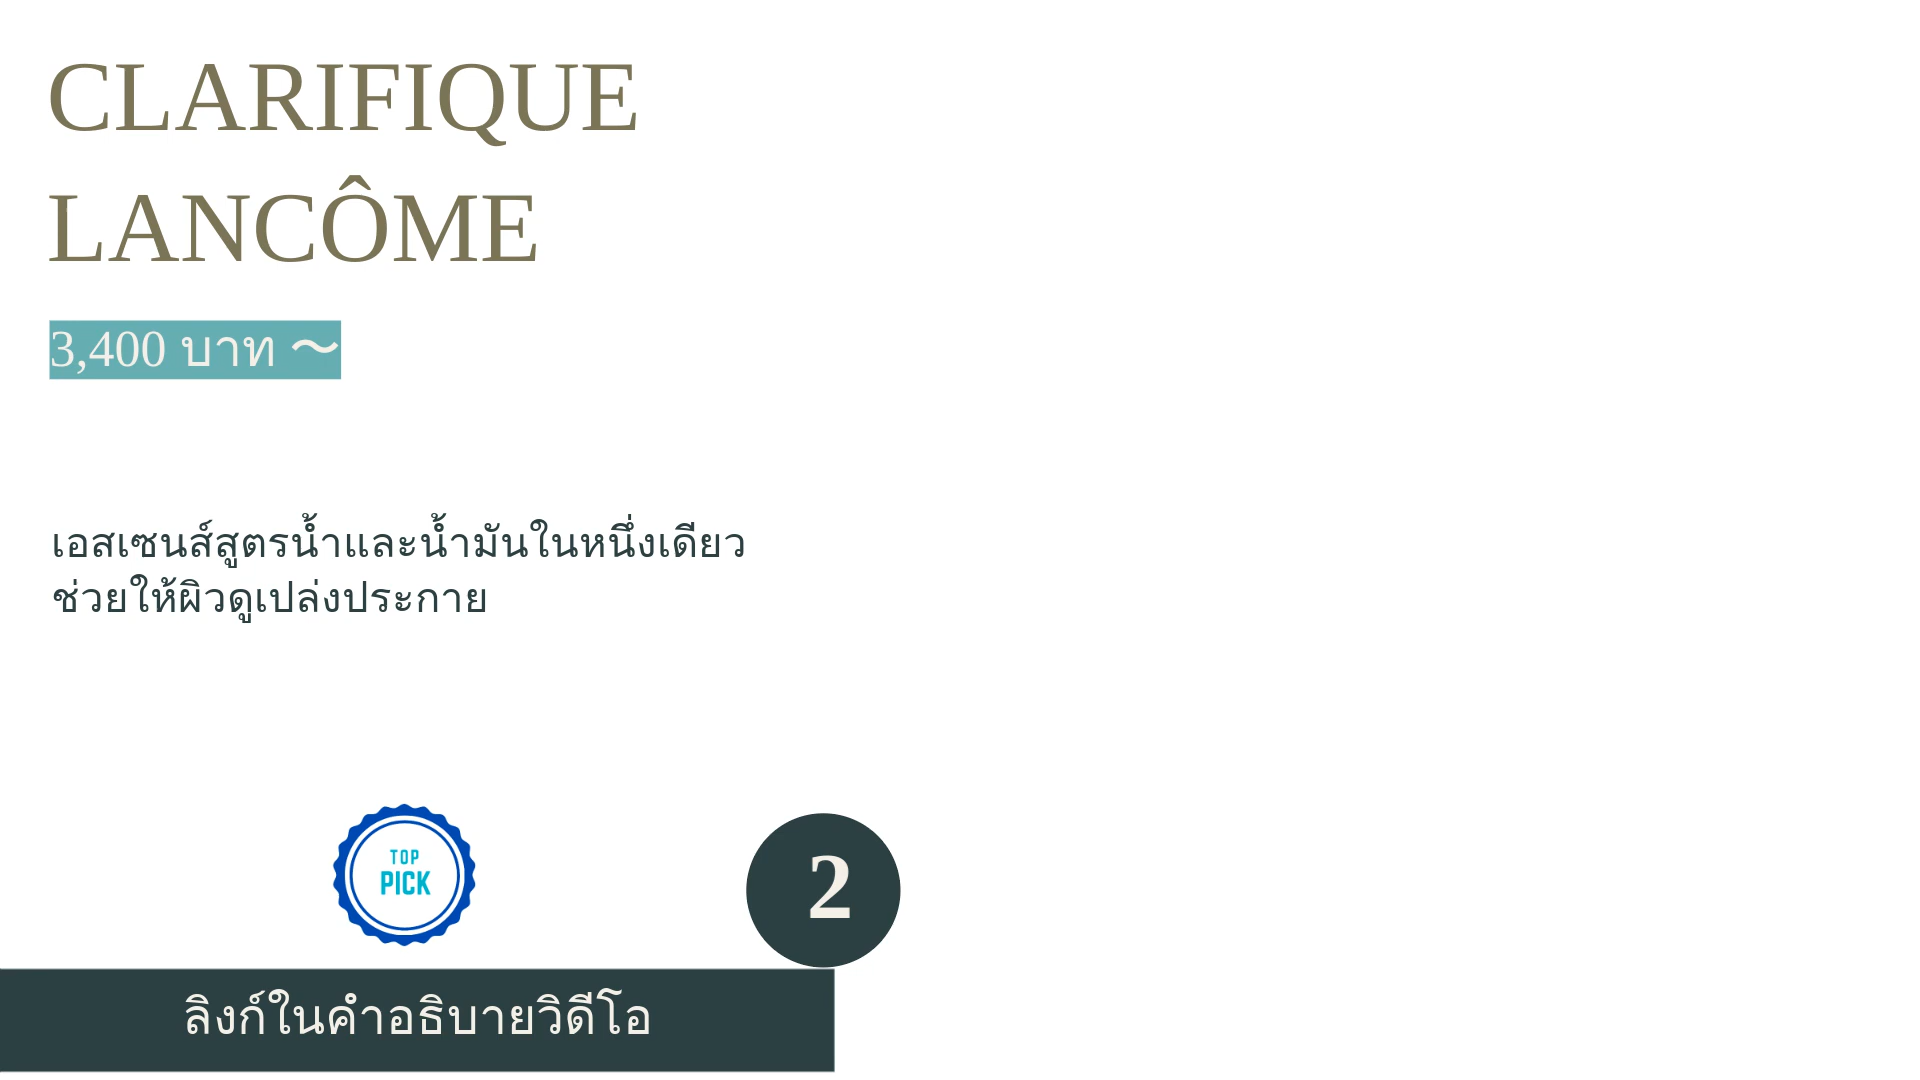 CLARIFIQUE
LANCÔME
3,400 บาท ～
เอสเซนส์สูตรน้ำและน้ำมันในหนึ่งเดียว
ช่วยให้ผิวดูเปล่งประกาย
TOP
PICK
2
ลิงก์ในคำอธิบายวิดีโอ